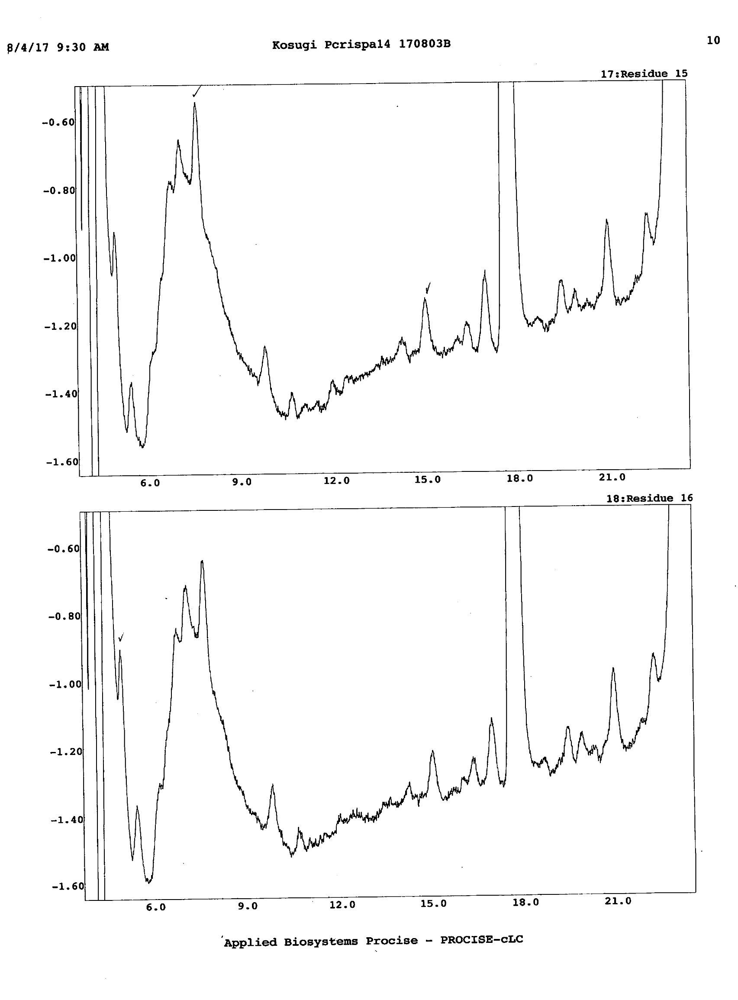 8/4/17 9:30 AM Kosugi Pcrispa14 170803B 10
17:Residue 15
-0.60
-0.80
-1.00
-1.20
-1.40
-1.60
6.0 9.0 12.0 15.0 18.0 21.0
18:Residue 16
-0.60
-0.80
-1.00
-1.20
-1.40
-1.60
6.0 9.0 12.0 15.0 18.0 21.0
Applied Biosystems Procise - PROCISE-cLC